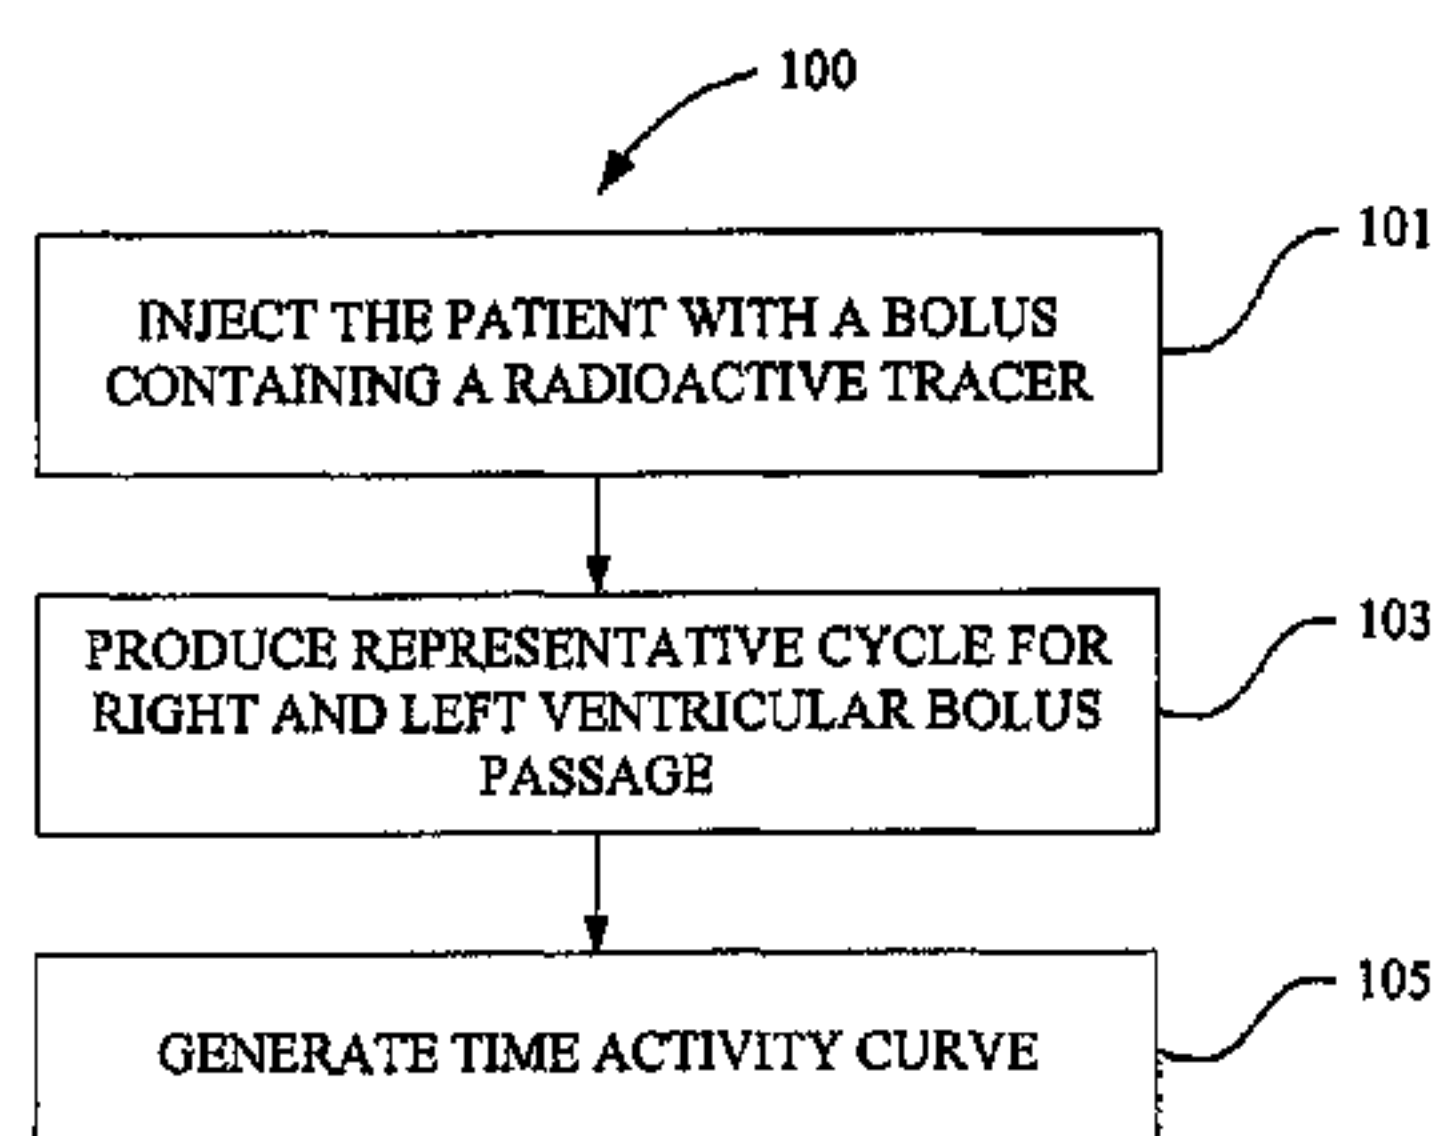 100
101
INJECT THE PATIENT WITH A BOLUS
CONTAINING A RADIOACTIVE TRACER
103
PRODUCE REPRESENTATIVE CYCLE FOR
RIGHT AND LEFT VENTRICULAR BOLUS
PASSAGE
105
GENERATE TIME ACTIVITY CURVE